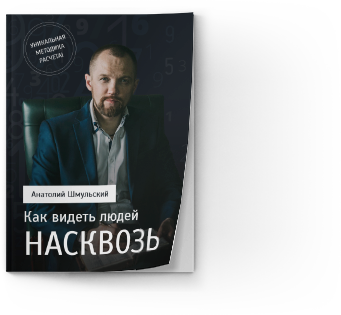 УНИКАЛЬНАЯ
МЕТОДИКА
РАСЧЕТА!
Анатолий Шмульский
Как видеть людей
НАСКВОЗЬ